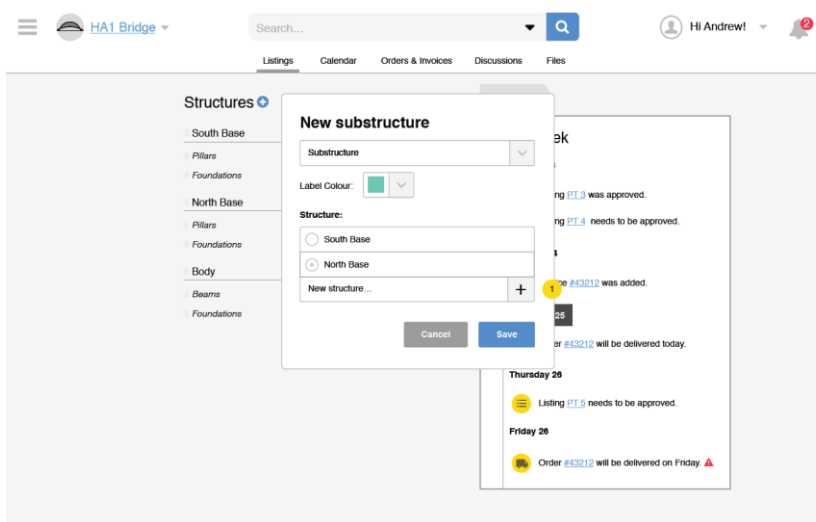 HA1 Bridge
Search...
Hi Andrew!
2
Listings
Calendar
Orders & Invoices
Discussions
Files
Structures
South Base
Pillars
Foundations
North Base
Pillars
Foundations
Body
Beams
Foundations
New substructure
Substructure
Label Colour:
Structure:
South Base
North Base
New structure...
+
1
Cancel
Save
ek
ng PT 3 was approved.
ng PT 4 needs to be approved.
#43212 was added.
25
#43212 will be delivered today.
Thursday 26
Listing PT 5 needs to be approved.
Friday 26
Order #43212 will be delivered on Friday.